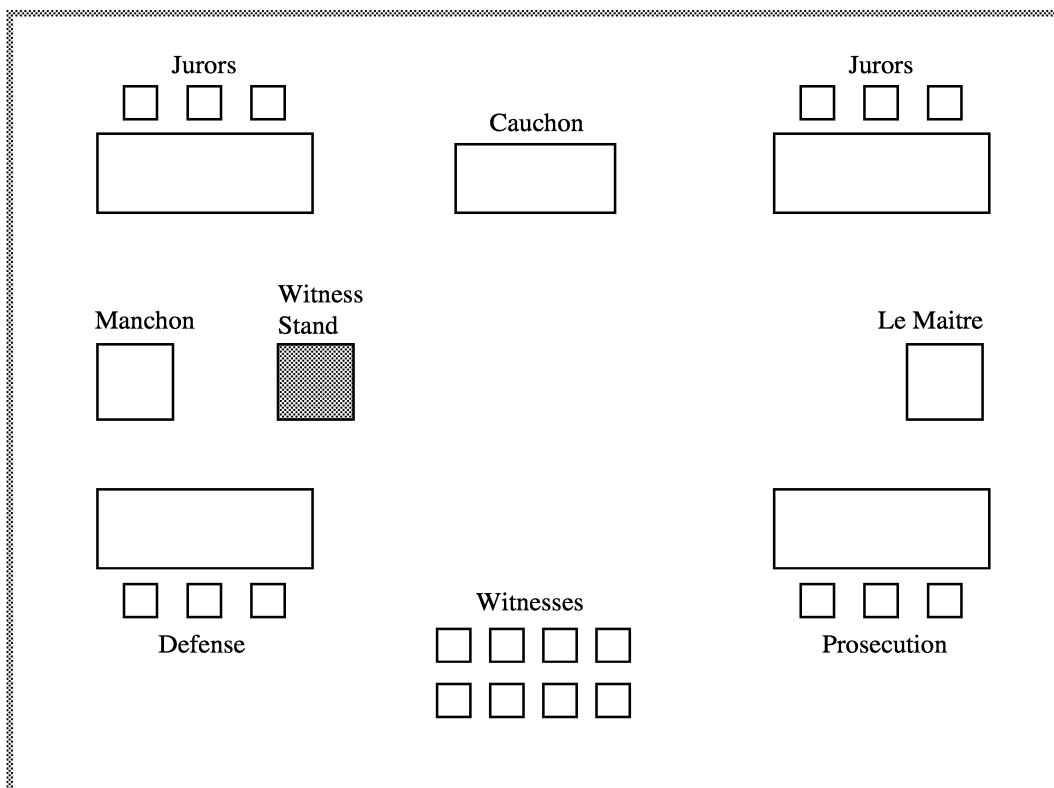 Jurors
Jurors
Cauchon
Witness
Stand
Manchon
Le Maitre
Witnesses
Defense
Prosecution